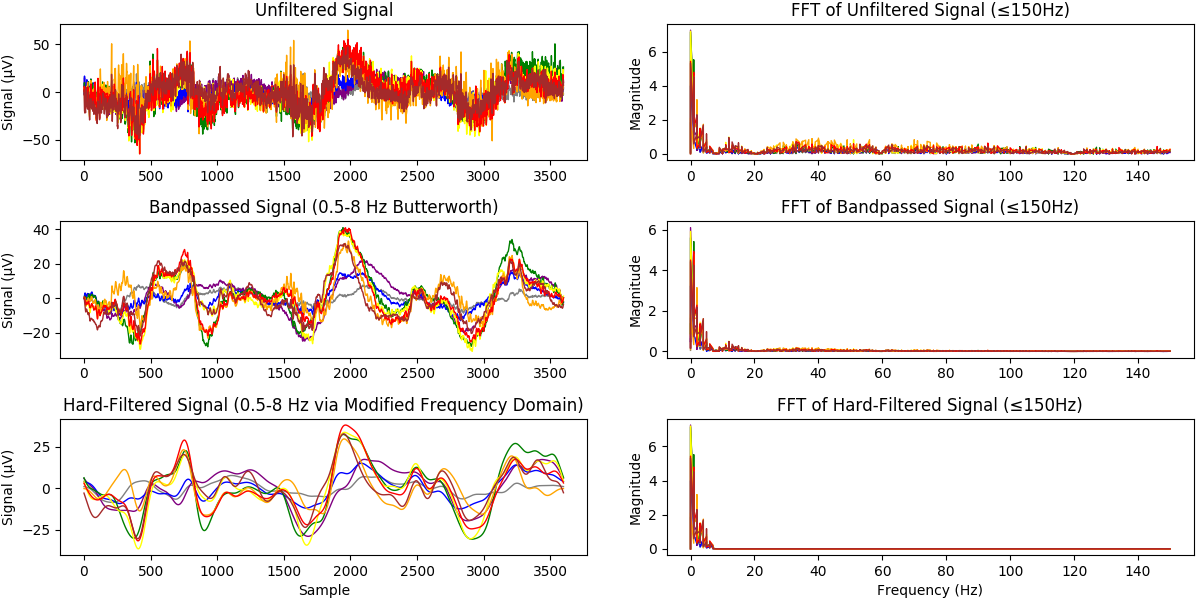 Unfiltered Signal
Signal (µV)
50
0
−50
0 500 1000 1500 2000 2500 3000 3500
FFT of Unfiltered Signal (≤150Hz)
Magnitude
6
4
2
0
0 20 40 60 80 100 120 140
Bandpassed Signal (0.5-8 Hz Butterworth)
Signal (µV)
40
20
0
−20
0 500 1000 1500 2000 2500 3000 3500
FFT of Bandpassed Signal (≤150Hz)
Magnitude
6
4
2
0
0 20 40 60 80 100 120 140
Hard-Filtered Signal (0.5-8 Hz via Modified Frequency Domain)
Signal (µV)
25
0
−25
0 500 1000 1500 2000 2500 3000 3500
Sample
FFT of Hard-Filtered Signal (≤150Hz)
Magnitude
6
4
2
0
0 20 40 60 80 100 120 140
Frequency (Hz)